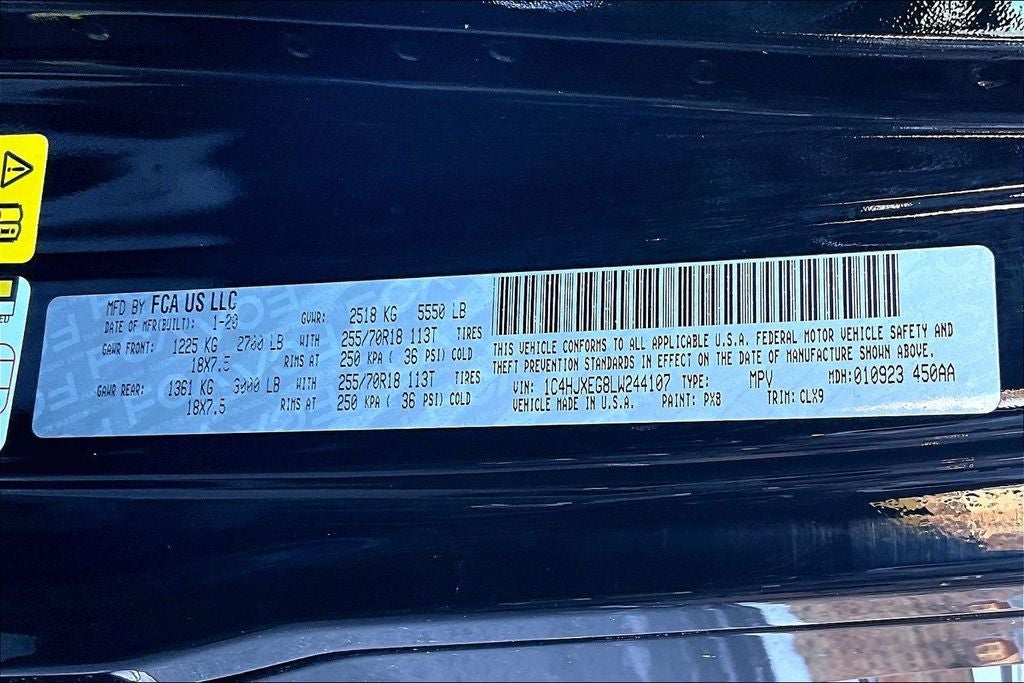 MFD BY FCA US LLC
DATE OF MFR(BUILT): 1-20 GVWR: 2518 KG 5550 LB
GAWR FRONT: 1225 KG 2700 LB WITH 255/70R18 113T TIRES
18X7.5 RIMS AT 250 KPA ( 36 PSI) COLD
GAWR REAR: 1361 KG 3000 LB WITH 255/70R18 113T TIRES
18X7.5 RIMS AT 250 KPA ( 36 PSI) COLD
THIS VEHICLE CONFORMS TO ALL APPLICABLE U.S.A. FEDERAL MOTOR VEHICLE SAFETY AND
THEFT PREVENTION STANDARDS IN EFFECT ON THE DATE OF MANUFACTURE SHOWN ABOVE.
VIN: 1C4HJXEG8LW244107 TYPE: MPV MDH: 010923 450AA
VEHICLE MADE IN U.S.A. PAINT: PX8 TRIM: CLX9